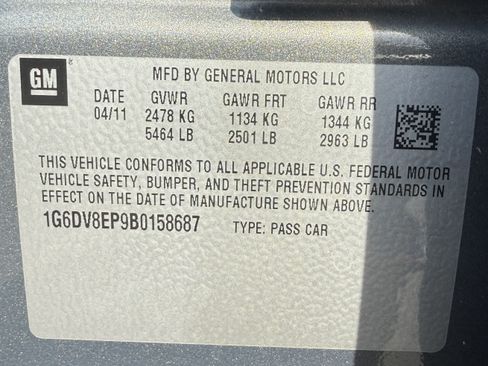 GM®
MFD BY GENERAL MOTORS LLC
DATE GVWR GAWR FRT GAWR RR
04/11 2478 KG 1134 KG 1344 KG
5464 LB 2501 LB 2963 LB
THIS VEHICLE CONFORMS TO ALL APPLICABLE U.S. FEDERAL MOTOR
VEHICLE SAFETY, BUMPER, AND THEFT PREVENTION STANDARDS IN
EFFECT ON THE DATE OF MANUFACTURE SHOWN ABOVE.
1G6DV8EP9B0158687 TYPE: PASS CAR